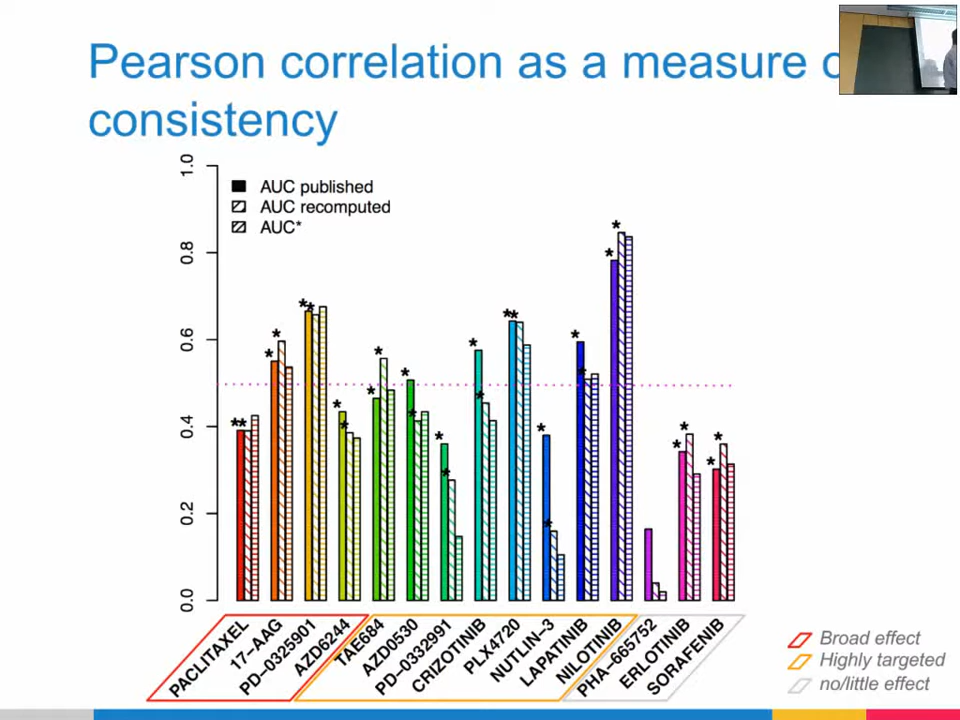 Pearson correlation as a measure
consistency
AUC published
AUC recomputed
AUC*
1.0
0.8
0.6
0.4
0.2
0.0
PACLITAXEL
17-AAG
PD-0325901
AZD6244
TAE684
AZD0530
PD-0332991
CRIZOTINIB
PLX4720
NUTLIN-3
LAPATINIB
NILOTINIB
PHA-665752
ERLOTINIB
SORAFENIB
Broad effect
Highly targeted
no/little effect